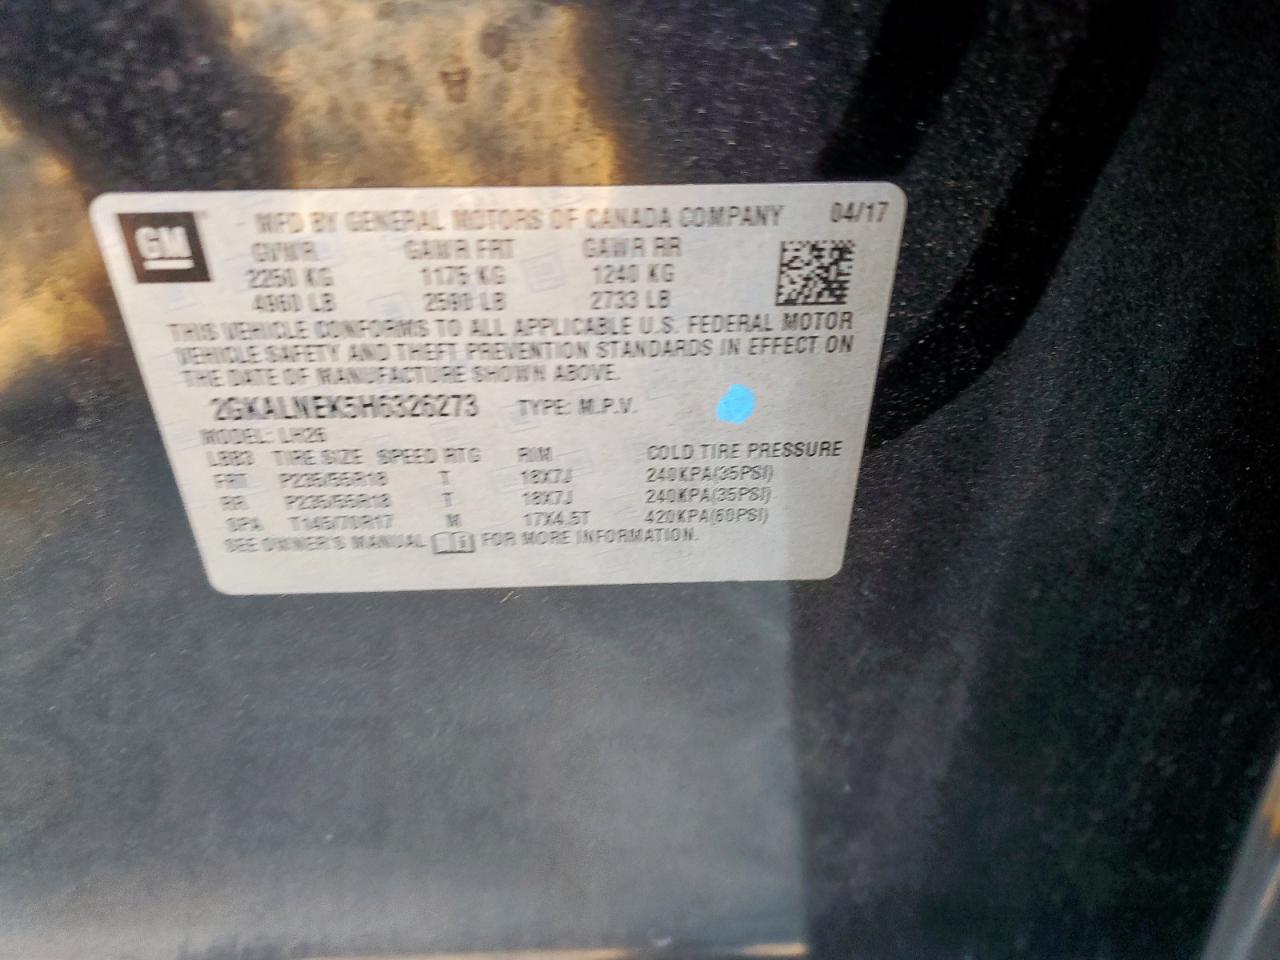 GM
MFD BY GENERAL MOTORS OF CANADA COMPANY 04/17
GVWR GAWR FRT GAWR RR
2250 KG 1175 KG 1240 KG
4960 LB 2590 LB 2733 LB
THIS VEHICLE CONFORMS TO ALL APPLICABLE U.S. FEDERAL MOTOR
VEHICLE SAFETY AND THEFT PREVENTION STANDARDS IN EFFECT ON
THE DATE OF MANUFACTURE SHOWN ABOVE.
2GKALNEK5H6326273 TYPE: M.P.V.
MODEL: LH26
TIRE SIZE SPEED RTG RIM COLD TIRE PRESSURE
FRT P235/55R18 T 18X7J 240KPA(35PSI)
RR P235/55R18 T 18X7J 240KPA(35PSI)
SPA T145/70R17 M 17X4.5T 420KPA(60PSI)
SEE OWNER'S MANUAL FOR MORE INFORMATION.